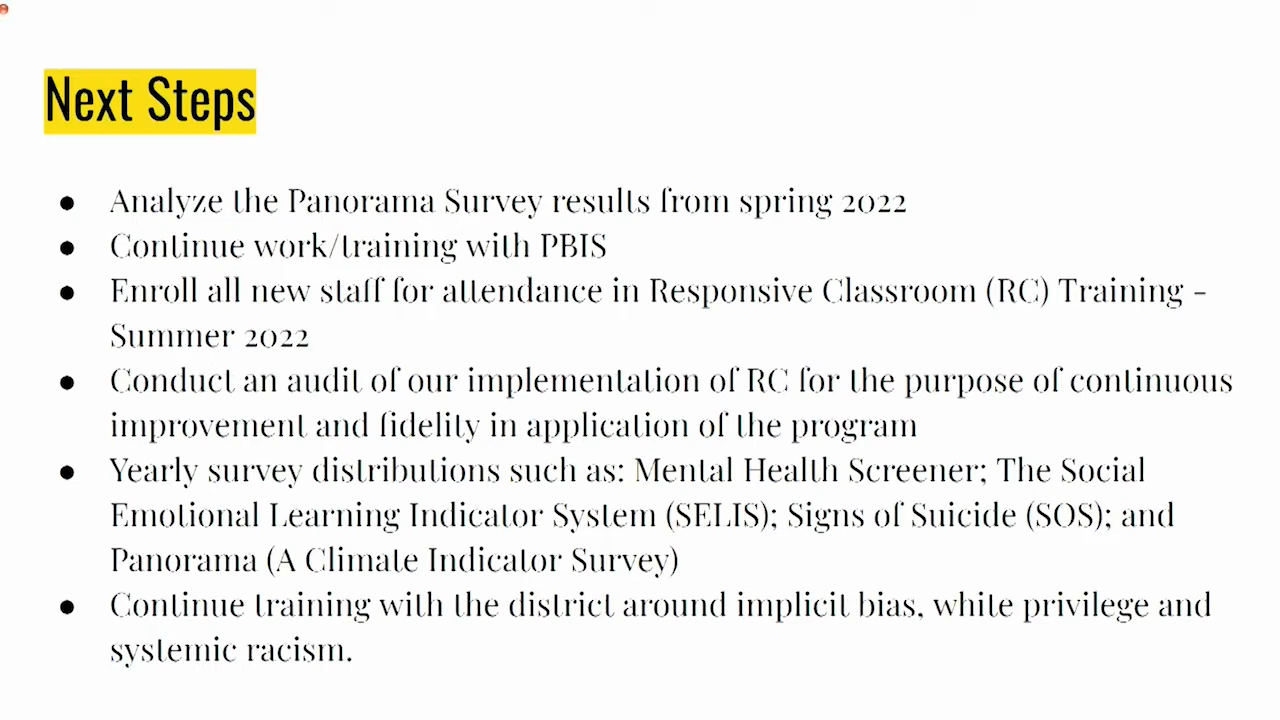 Next Steps
● Analyze the Panorama Survey results from spring 2022
● Continue work/training with PBIS
● Enroll all new staff for attendance in Responsive Classroom (RC) Training -
Summer 2022
● Conduct an audit of our implementation of RC for the purpose of continuous
improvement and fidelity in application of the program
● Yearly survey distributions such as: Mental Health Screener; The Social
Emotional Learning Indicator System (SELIS); Signs of Suicide (SOS); and
Panorama (A Climate Indicator Survey)
● Continue training with the district around implicit bias, white privilege and
systemic racism.